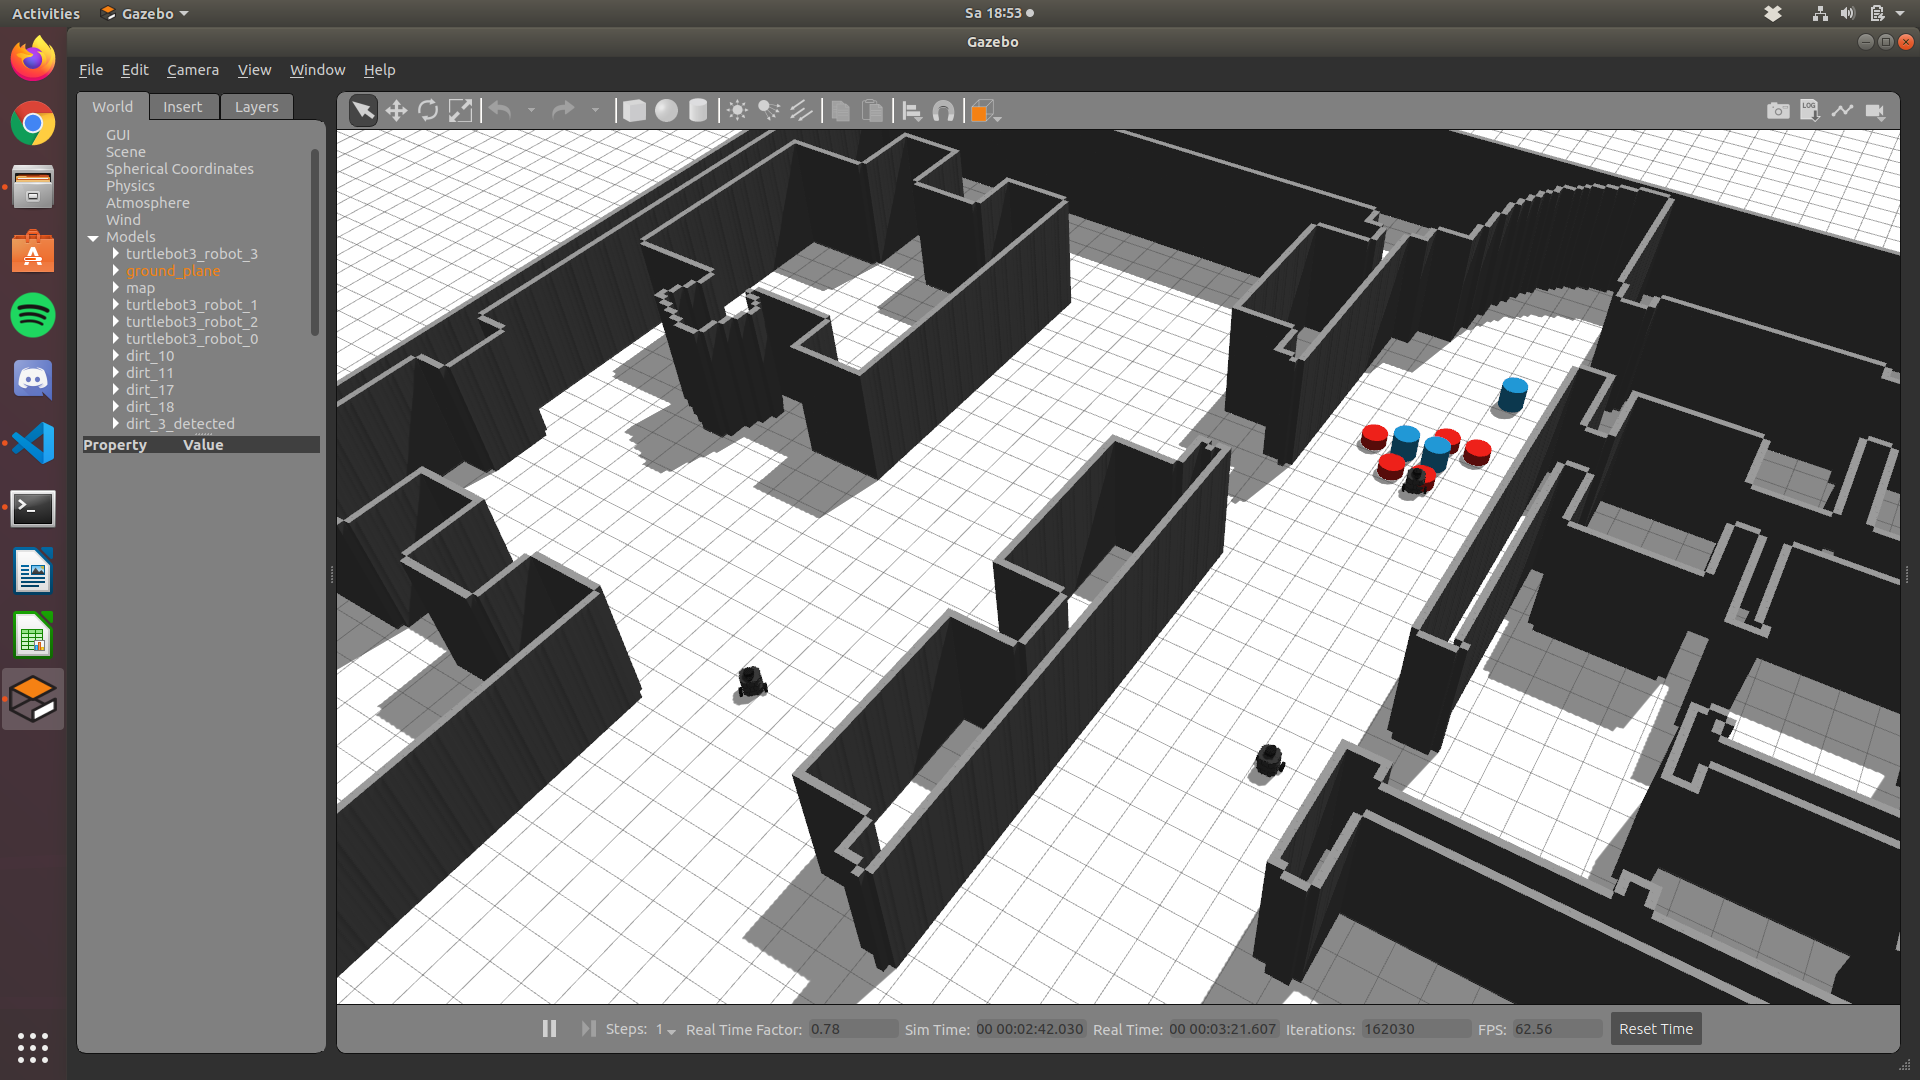 Activities Gazebo Sa 18:53
Gazebo
File Edit Camera View Window Help
World Insert Layers
GUI
Scene
Spherical Coordinates
Physics
Atmosphere
Wind
Models
turtlebot3_robot_3
ground_plane
map
turtlebot3_robot_1
turtlebot3_robot_2
turtlebot3_robot_0
dirt_10
dirt_11
dirt_17
dirt_18
dirt_3_detected
Property Value
LOG
Steps: 1 Real Time Factor: 0.78 Sim Time: 00 00:02:42.030 Real Time: 00 00:03:21.607 Iterations: 162030 FPS: 62.56 Reset Time